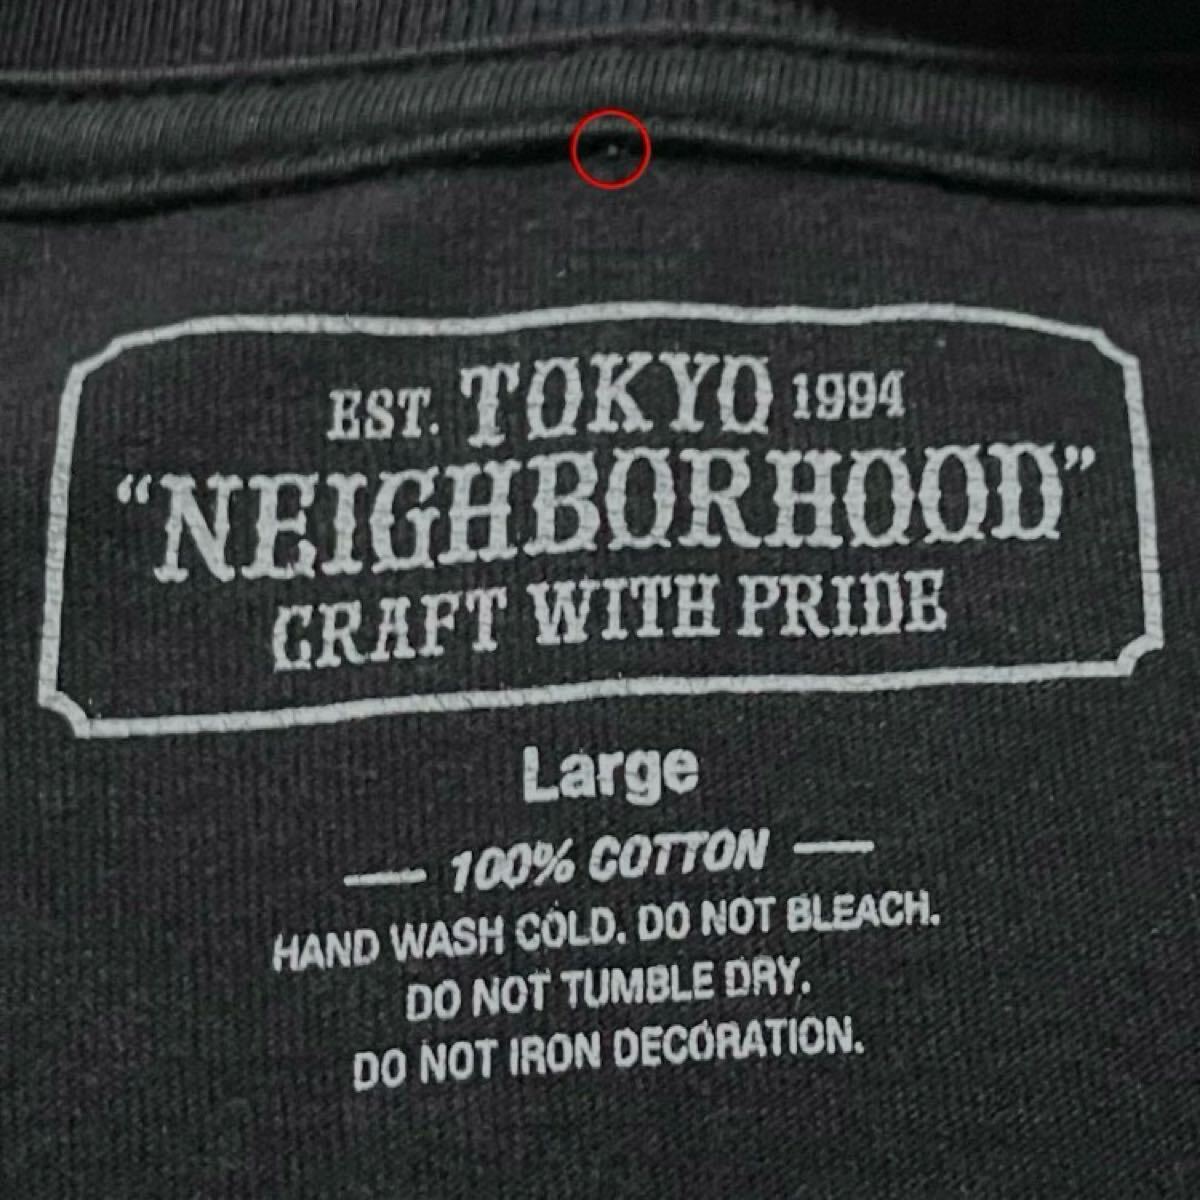 EST. TOKYO 1994
“NEIGHBORHOOD”
CRAFT WITH PRIDE
Large
— 100% COTTON —
HAND WASH COLD. DO NOT BLEACH.
DO NOT TUMBLE DRY.
DO NOT IRON DECORATION.